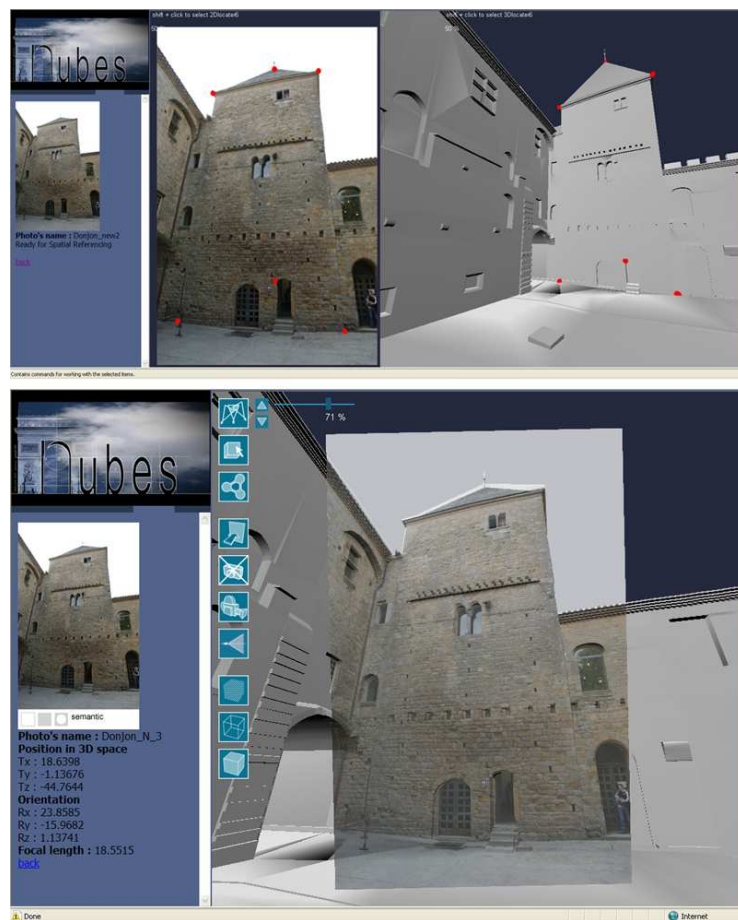 shift + click to select 2Dlocater6
shift + click to select 3Dlocater6
nubes
Photo's name : Donjon_new2
Ready for Spatial Referencing
back
Contains commands for working with the selected items.
71 %
nubes
semantic
Photo's name : Donjon_N_3
Position in 3D space
Tx : 18.6398
Ty : -1.13676
Tz : -44.7644
Orientation
Rx : 23.8585
Ry : -15.9682
Rz : 1.13741
Focal length : 18.5515
back
Done
Internet